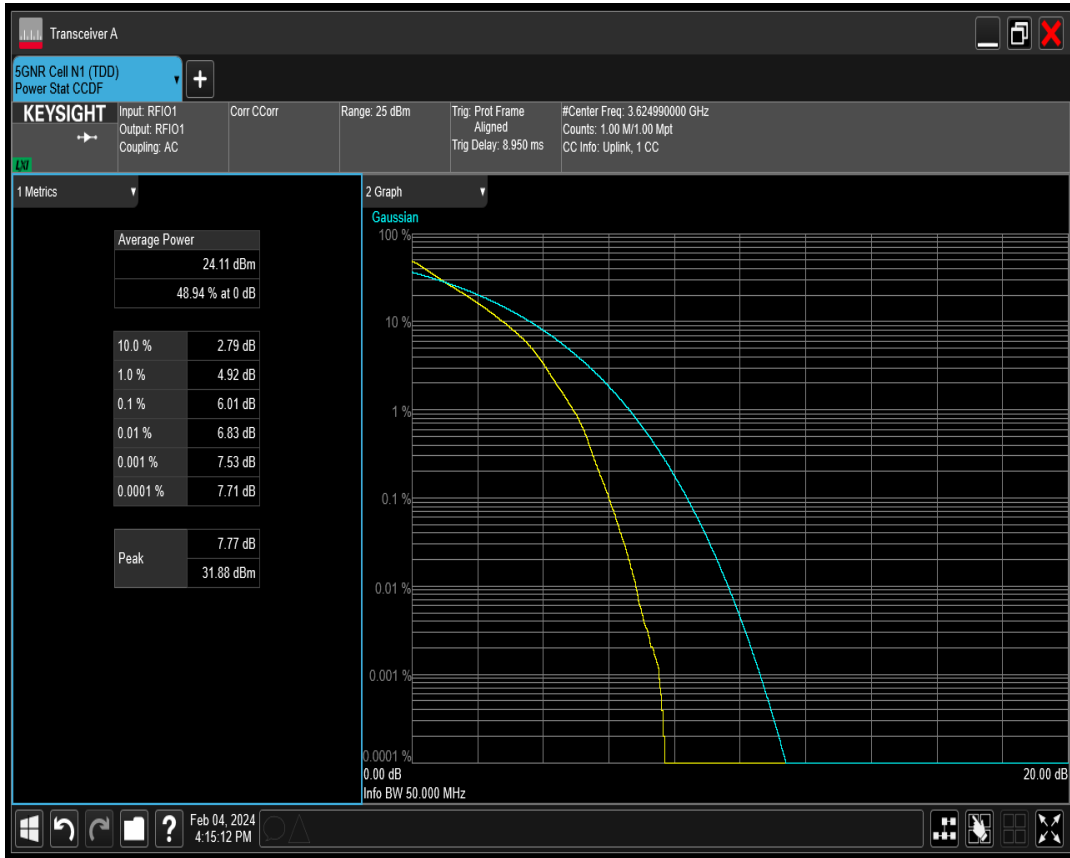 Transceiver A
5GNR Cell N1 (TDD)
Power Stat CCDF
+
KEYSIGHT
LXI
Input: RFIO1
Output: RFIO1
Coupling: AC
Corr CCorr
Range: 25 dBm
Trig: Prot Frame
Aligned
Trig Delay: 8.950 ms
#Center Freq: 3.624990000 GHz
Counts: 1.00 M/1.00 Mpt
CC Info: Uplink, 1 CC
1 Metrics
Average Power
24.11 dBm
48.94 % at 0 dB
10.0 % 2.79 dB
1.0 % 4.92 dB
0.1 % 6.01 dB
0.01 % 6.83 dB
0.001 % 7.53 dB
0.0001 % 7.71 dB
Peak
7.77 dB
31.88 dBm
2 Graph
Gaussian
100 %
10 %
1 %
0.1 %
0.01 %
0.001 %
0.0001 %
0.00 dB
20.00 dB
Info BW 50.000 MHz
?
Feb 04, 2024
4:15:12 PM